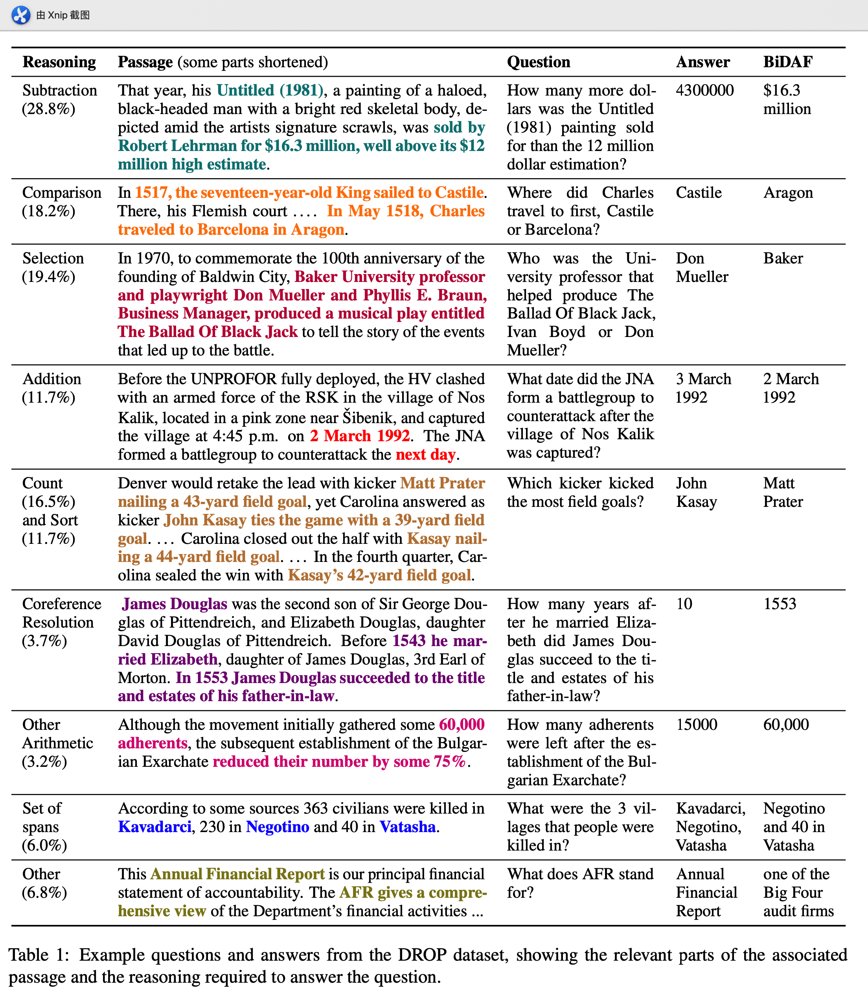 由 Xnip 截图
Reasoning Passage (some parts shortened) Question Answer BiDAF
Subtraction
(28.8%)
That year, his Untitled (1981), a painting of a haloed,
black-headed man with a bright red skeletal body, de-
picted amid the artists signature scrawls, was sold by
Robert Lehrman for $16.3 million, well above its $12
million high estimate.
How many more dol-
lars was the Untitled
(1981) painting sold
for than the 12 million
dollar estimation?
4300000
$16.3
million
Comparison
(18.2%)
In 1517, the seventeen-year-old King sailed to Castile.
There, his Flemish court .... In May 1518, Charles
traveled to Barcelona in Aragon.
Where did Charles
travel to first, Castile
or Barcelona?
Castile
Aragon
Selection
(19.4%)
In 1970, to commemorate the 100th anniversary of the
founding of Baldwin City, Baker University professor
and playwright Don Mueller and Phyllis E. Braun,
Business Manager, produced a musical play entitled
The Ballad Of Black Jack to tell the story of the events
that led up to the battle.
Who was the Uni-
versity professor that
helped produce The
Ballad Of Black Jack,
Ivan Boyd or Don
Mueller?
Don
Mueller
Baker
Addition
(11.7%)
Before the UNPROFOR fully deployed, the HV clashed
with an armed force of the RSK in the village of Nos
Kalik, located in a pink zone near Šibenik, and captured
the village at 4:45 p.m. on 2 March 1992. The JNA
formed a battlegroup to counterattack the next day.
What date did the JNA
form a battlegroup to
counterattack after the
village of Nos Kalik
was captured?
3 March
1992
2 March
1992
Count
(16.5%)
and Sort
(11.7%)
Denver would retake the lead with kicker Matt Prater
nailing a 43-yard field goal, yet Carolina answered as
kicker John Kasay ties the game with a 39-yard field
goal. ... Carolina closed out the half with Kasay nail-
ing a 44-yard field goal. ... In the fourth quarter, Car-
olina sealed the win with Kasay's 42-yard field goal.
Which kicker kicked
the most field goals?
John
Kasay
Matt
Prater
Coreference
Resolution
(3.7%)
James Douglas was the second son of Sir George Dou-
glas of Pittendreich, and Elizabeth Douglas, daughter
David Douglas of Pittendreich. Before 1543 he mar-
ried Elizabeth, daughter of James Douglas, 3rd Earl of
Morton. In 1553 James Douglas succeeded to the title
and estates of his father-in-law.
How many years af-
ter he married Eliza-
beth did James Dou-
glas succeed to the ti-
tle and estates of his
father-in-law?
10
1553
Other
Arithmetic
(3.2%)
Although the movement initially gathered some 60,000
adherents, the subsequent establishment of the Bulgar-
ian Exarchate reduced their number by some 75%.
How many adherents
were left after the es-
tablishment of the Bul-
garian Exarchate?
15000
60,000
Set of
spans
(6.0%)
According to some sources 363 civilians were killed in
Kavadarci, 230 in Negotino and 40 in Vatasha.
What were the 3 vil-
lages that people were
killed in?
Kavadarci,
Negotino,
Vatasha
Negotino
and 40 in
Vatasha
Other
(6.8%)
This Annual Financial Report is our principal financial
statement of accountability. The AFR gives a compre-
hensive view of the Department's financial activities ...
What does AFR stand
for?
Annual
Financial
Report
one of the
Big Four
audit firms
Table 1: Example questions and answers from the DROP dataset, showing the relevant parts of the associated
passage and the reasoning required to answer the question.